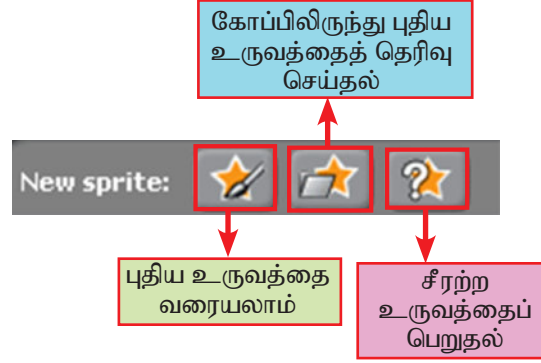 கோப்பிலிருந்து புதிய
உருவத்தைத் தெரிவு
செய்தல்
New sprite:
புதிய உருவத்தை
வரையலாம்
சீரற்ற
உருவத்தைப்
பெறுதல்